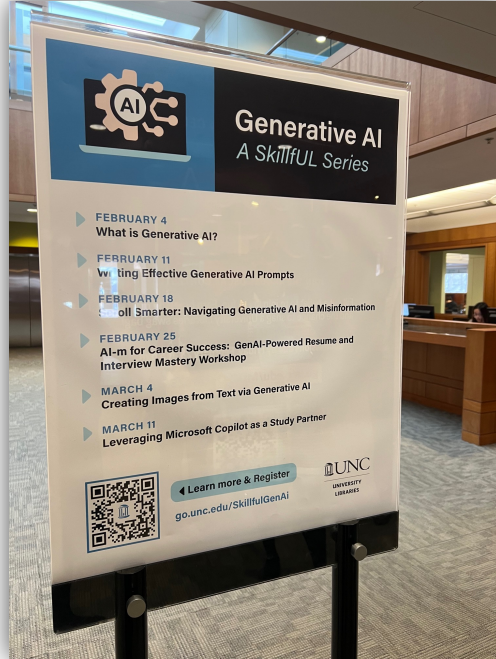 AI
Generative AI
A SkillfUL Series
FEBRUARY 4
What is Generative AI?
FEBRUARY 11
Writing Effective Generative AI Prompts
FEBRUARY 18
Scroll Smarter: Navigating Generative AI and Misinformation
FEBRUARY 25
AI-m for Career Success: GenAI-Powered Resume and
Interview Mastery Workshop
MARCH 4
Creating Images from Text via Generative AI
MARCH 11
Leveraging Microsoft Copilot as a Study Partner
Learn more & Register
go.unc.edu/SkillfulGenAi
UNC
UNIVERSITY
LIBRARIES